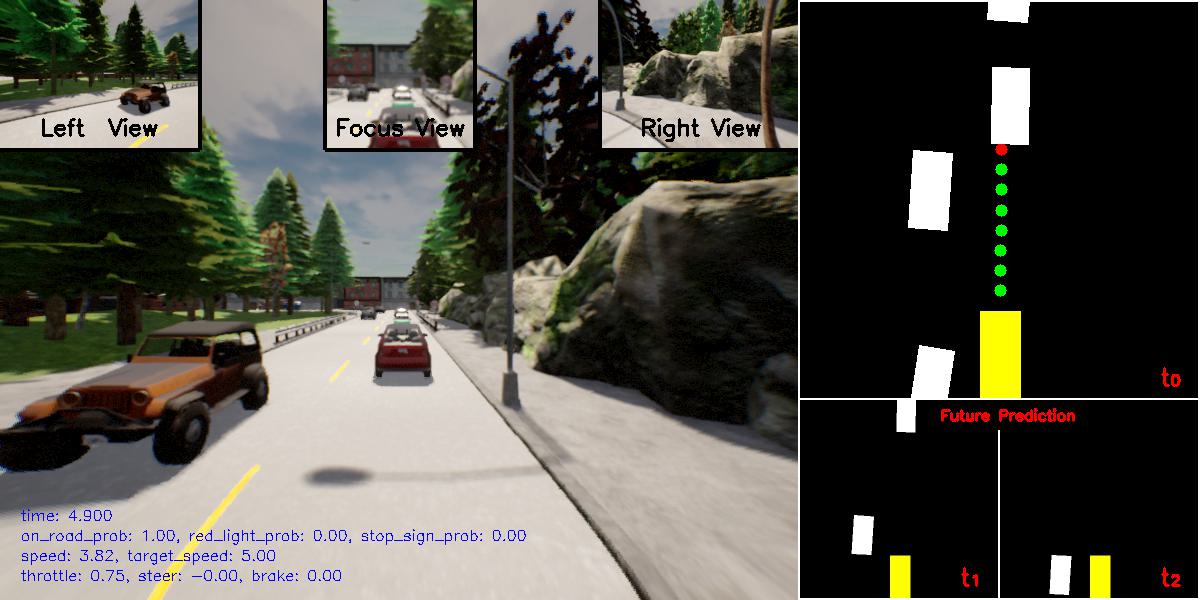 Left View
Focus View
Right View
t0
Future Prediction
time: 4.900
on_road_prob: 1.00, red_light_prob: 0.00, stop_sign_prob: 0.00
speed: 3.82, target_speed: 5.00
throttle: 0.75, steer: −0.00, brake: 0.00
t1
t2